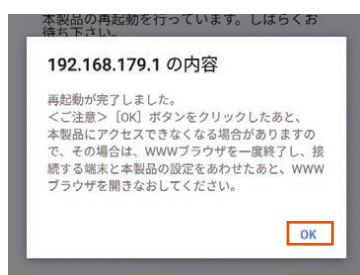 本製品の再起動を行っています。しばらくお
待ち下さい。
192.168.179.1 の内容
再起動が完了しました。
＜ご注意＞［OK］ボタンをクリックしたあと、
本製品にアクセスできなくなる場合がありますの
で、その場合は、WWWブラウザを一度終了し、接
続する端末と本製品の設定をあわせたあと、WWW
ブラウザを開きなおしてください。
OK